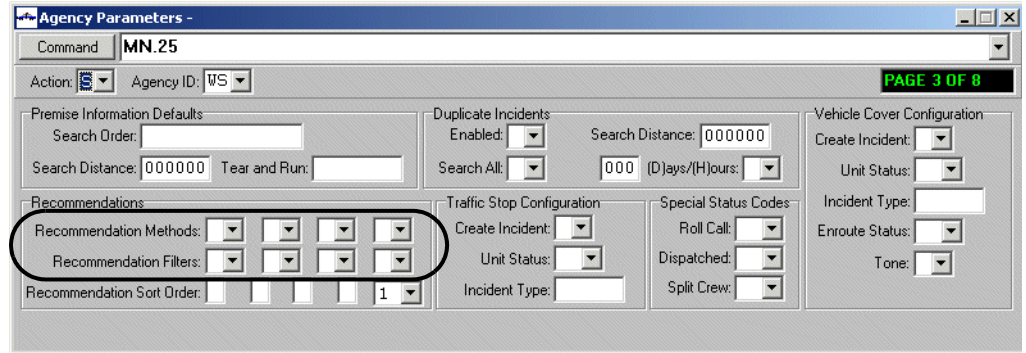 Agency Parameters -
Command MN.25
Action: S Agency ID: WS PAGE 3 OF 8
Premise Information Defaults
Search Order:
Search Distance: 000000 Tear and Run:
Duplicate Incidents
Enabled: Search Distance: 000000
Search All: 000 (D)ays/(H)ours:
Vehicle Cover Configuration
Create Incident:
Unit Status:
Incident Type:
Enroute Status:
Tone:
Recommendations
Recommendation Methods:
Recommendation Filters:
Recommendation Sort Order: 1
Traffic Stop Configuration
Create Incident:
Unit Status:
Incident Type:
Special Status Codes
Roll Call:
Dispatched:
Split Crew: